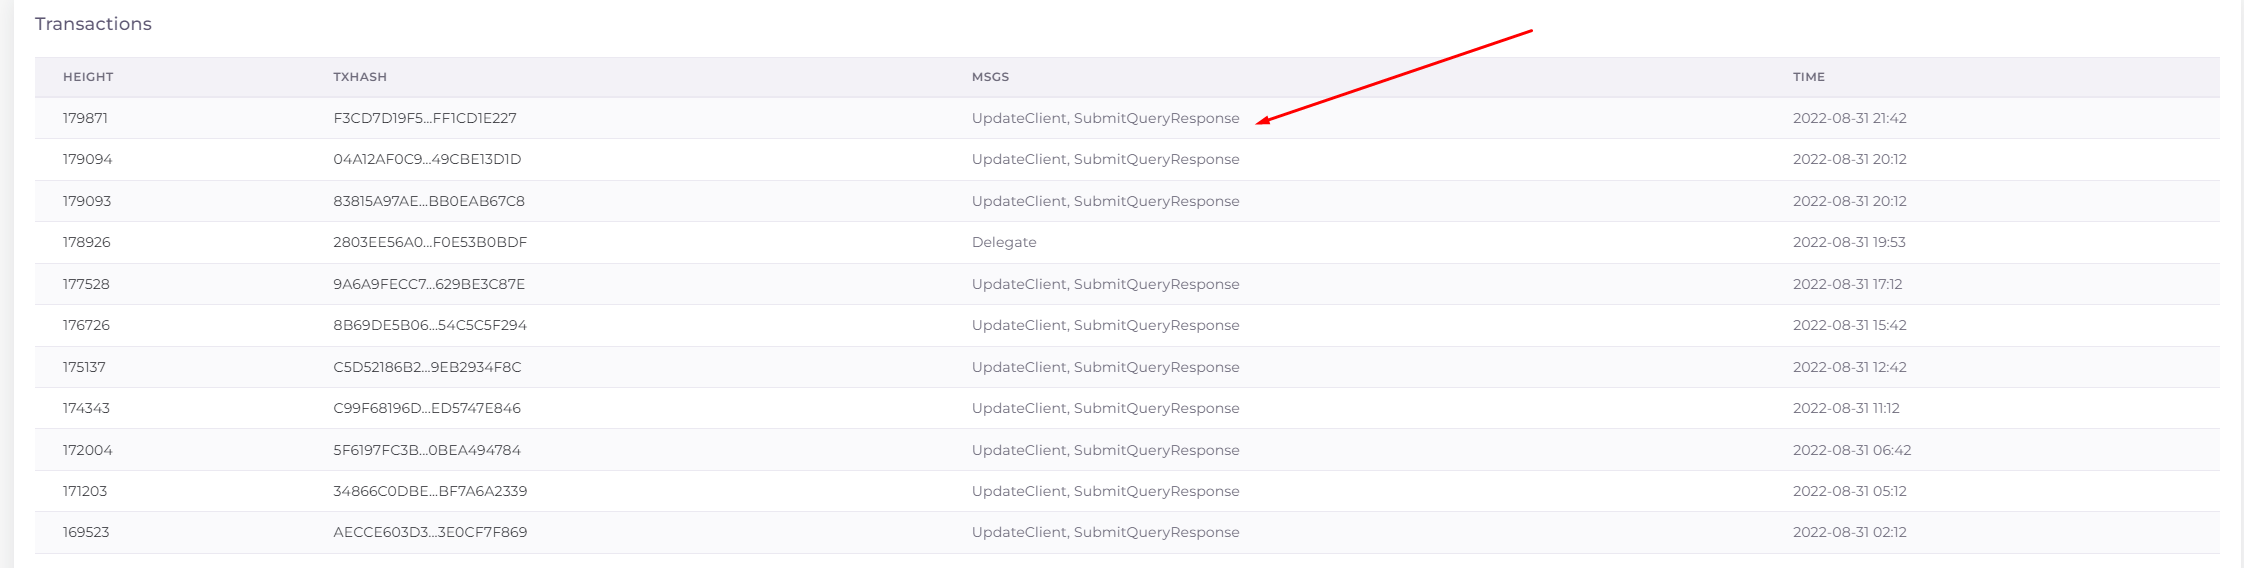 Transactions
HEIGHT TXHASH MSGS TIME
179871 F3CD7D19F5...FF1CD1E227 UpdateClient, SubmitQueryResponse 2022-08-31 21:42
179094 04A12AF0C9...49CBE13D1D UpdateClient, SubmitQueryResponse 2022-08-31 20:12
179093 83815A97AE...BB0EAB67C8 UpdateClient, SubmitQueryResponse 2022-08-31 20:12
178926 2803EE56A0...F0E53B0BDF Delegate 2022-08-31 19:53
177528 9A6A9FECC7...629BE3C87E UpdateClient, SubmitQueryResponse 2022-08-31 17:12
176726 8B69DE5B06...54C5C5F294 UpdateClient, SubmitQueryResponse 2022-08-31 15:42
175137 C5D52186B2...9EB2934F8C UpdateClient, SubmitQueryResponse 2022-08-31 12:42
174343 C99F68196D...ED5747E846 UpdateClient, SubmitQueryResponse 2022-08-31 11:12
172004 5F6197FC3B...0BEA494784 UpdateClient, SubmitQueryResponse 2022-08-31 06:42
171203 34866C0DBE...BF7A6A2339 UpdateClient, SubmitQueryResponse 2022-08-31 05:12
169523 AECCE603D3...3E0CF7F869 UpdateClient, SubmitQueryResponse 2022-08-31 02:12